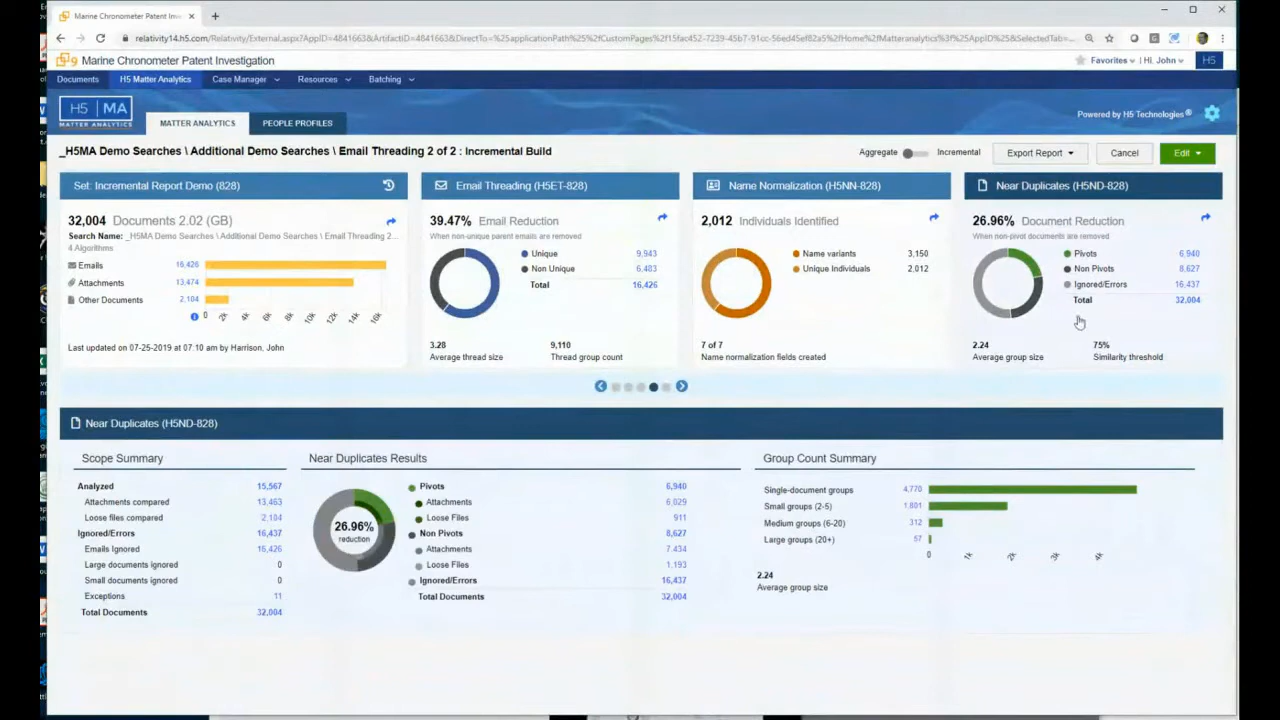 Marine Chronometer Patent Inve
relativity14.h5.com/Relativity/External.aspx?AppID=4841663&ArtifactID=4841663&DirectTo=%25applicationPath%25%2fCustomPages%2f15fac452-7239-45b7-91cc-56ed45ef82a5%2fHome%2fMatteranalytics%3f%25AppID%25&SelectedTab=...
Marine Chronometer Patent Investigation
Favorites | Hi, John H5
Documents H5 Matter Analytics Case Manager Resources Batching
H5 | MA
MATTER ANALYTICS
MATTER ANALYTICS PEOPLE PROFILES
Powered by H5 Technologies®
_H5MA Demo Searches \ Additional Demo Searches \ Email Threading 2 of 2 : Incremental Build
Aggregate Incremental Export Report Cancel Edit
Set: Incremental Report Demo (828)
32,004 Documents 2.02 (GB)
Search Name: _H5MA Demo Searches \ Additional Demo Searches \ Email Threading 2...
4 Algorithms
Emails 16,426
Attachments 13,474
Other Documents 2,104
0 2K 4K 6K 8K 10K 12K 14K 16K
Last updated on 07-25-2019 at 07:10 am by Harrison, John
Email Threading (H5ET-828)
39.47% Email Reduction
When non-unique parent emails are removed
Unique 9,943
Non Unique 6,483
Total 16,426
3.28 9,110
Average thread size Thread group count
Name Normalization (H5NN-828)
2,012 Individuals Identified
Name variants 3,150
Unique Individuals 2,012
7 of 7
Name normalization fields created
Near Duplicates (H5ND-828)
26.96% Document Reduction
When non-pivot documents are removed
Pivots 6,940
Non Pivots 8,627
Ignored/Errors 16,437
Total 32,004
2.24 75%
Average group size Similarity threshold
Near Duplicates (H5ND-828)
Scope Summary
Analyzed 15,567
Attachments compared 13,463
Loose files compared 2,104
Ignored/Errors 16,437
Emails Ignored 16,426
Large documents ignored 0
Small documents ignored 0
Exceptions 11
Total Documents 32,004
Near Duplicates Results
26.96%
reduction
Pivots 6,940
Attachments 6,029
Loose Files 911
Non Pivots 8,627
Attachments 7,434
Loose Files 1,193
Ignored/Errors 16,437
Total Documents 32,004
Group Count Summary
Single-document groups 4,770
Small groups (2-5) 1,801
Medium groups (6-20) 312
Large groups (20+) 57
0 1k 2k 3k 4k
2.24
Average group size